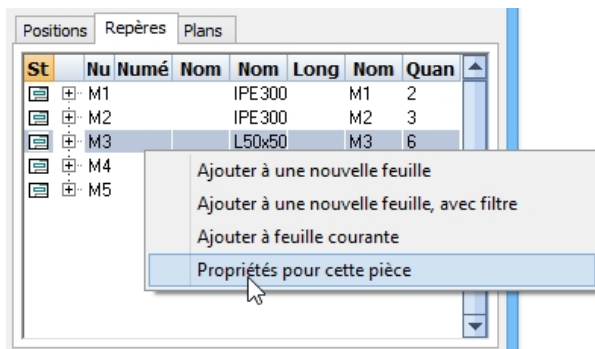 Positions Repères Plans
St Nu Numé Nom Nom Long Nom Quan
M1 IPE300 M1 2
M2 IPE300 M2 3
M3 L50x50 M3 6
M4
M5
Ajouter à une nouvelle feuille
Ajouter à une nouvelle feuille, avec filtre
Ajouter à feuille courante
Propriétés pour cette pièce